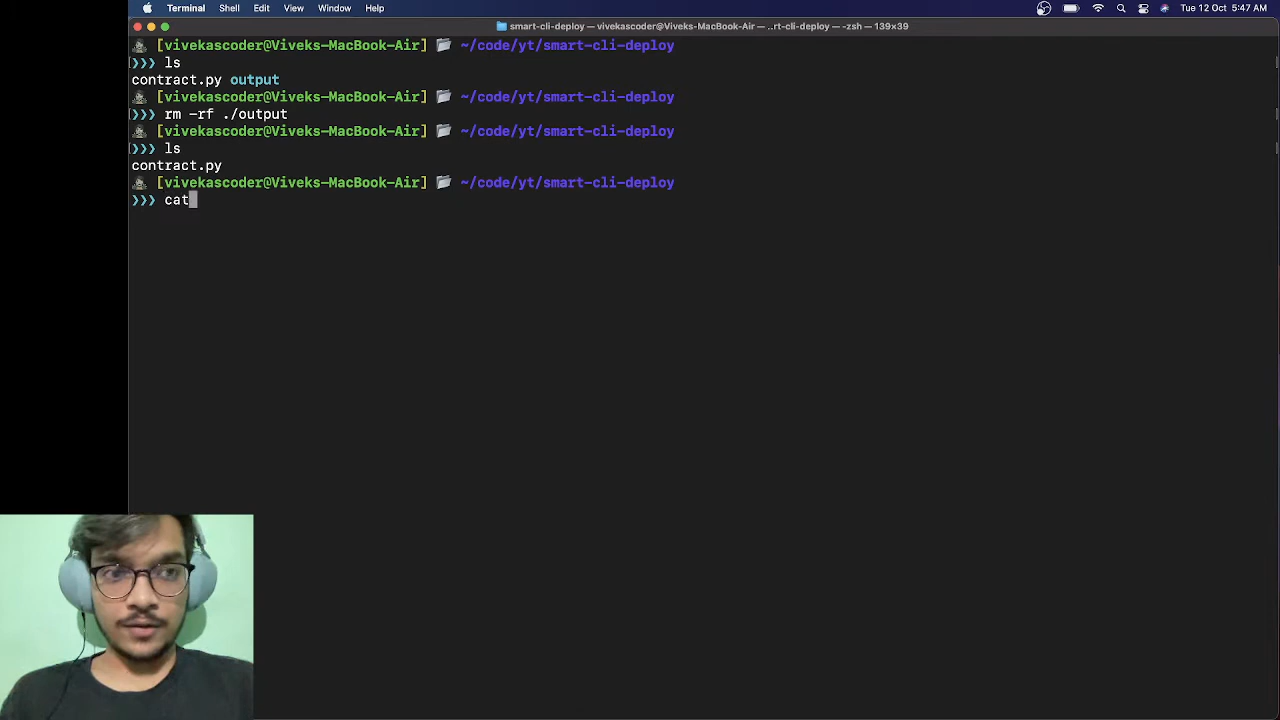 Terminal Shell Edit View Window Help Tue 12 Oct 5:47 AM
smart-cli-deploy — vivekascoder@Viveks-MacBook-Air — ..rt-cli-deploy — -zsh — 139×39
[vivekascoder@Viveks-MacBook-Air] ~/code/yt/smart-cli-deploy
❯❯❯ ls
contract.py output
[vivekascoder@Viveks-MacBook-Air] ~/code/yt/smart-cli-deploy
❯❯❯ rm -rf ./output
[vivekascoder@Viveks-MacBook-Air] ~/code/yt/smart-cli-deploy
❯❯❯ ls
contract.py
[vivekascoder@Viveks-MacBook-Air] ~/code/yt/smart-cli-deploy
❯❯❯ cat